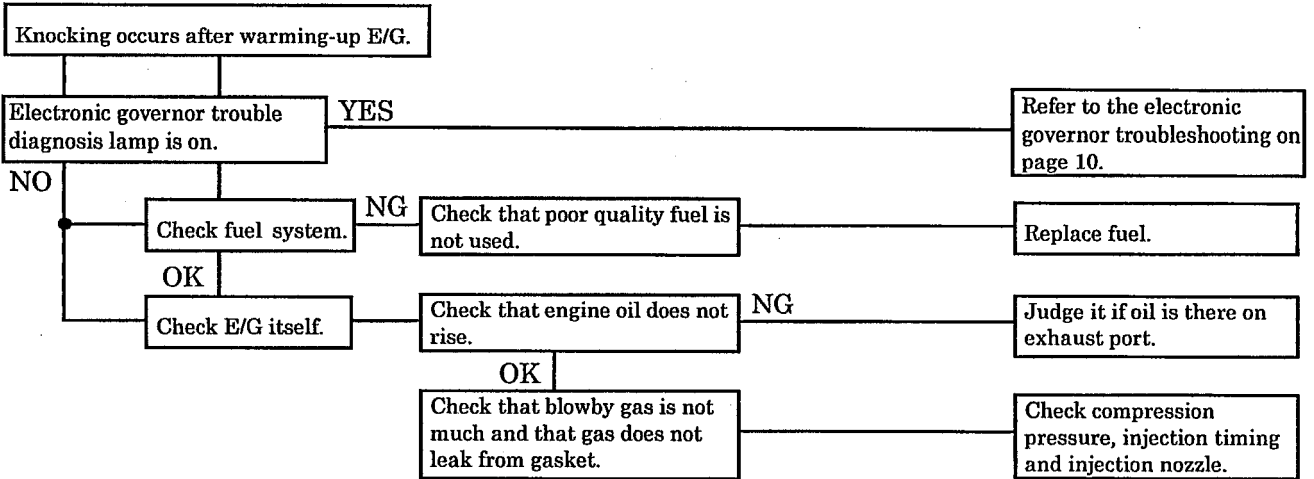 Knocking occurs after warming-up E/G.
Electronic governor trouble
diagnosis lamp is on.
YES
Refer to the electronic
governor troubleshooting on
page 10.
NO
Check fuel system.
NG
Check that poor quality fuel is
not used.
Replace fuel.
OK
Check E/G itself.
Check that engine oil does not
rise.
NG
Judge it if oil is there on
exhaust port.
OK
Check that blowby gas is not
much and that gas does not
leak from gasket.
Check compression
pressure, injection timing
and injection nozzle.